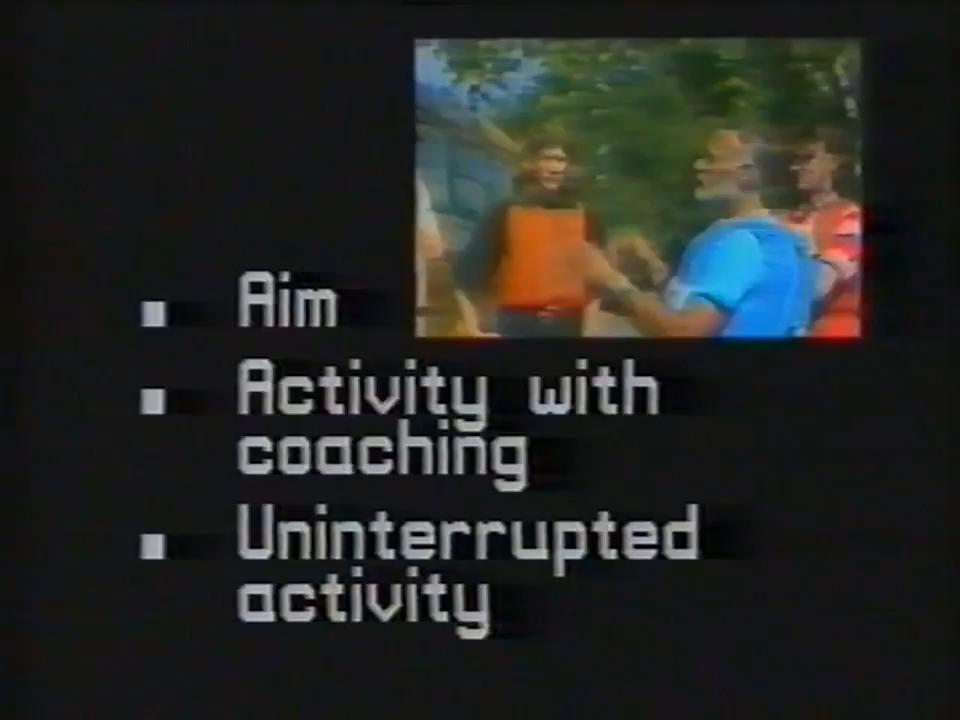 Aim
Activity with
coaching
Uninterrupted
activity